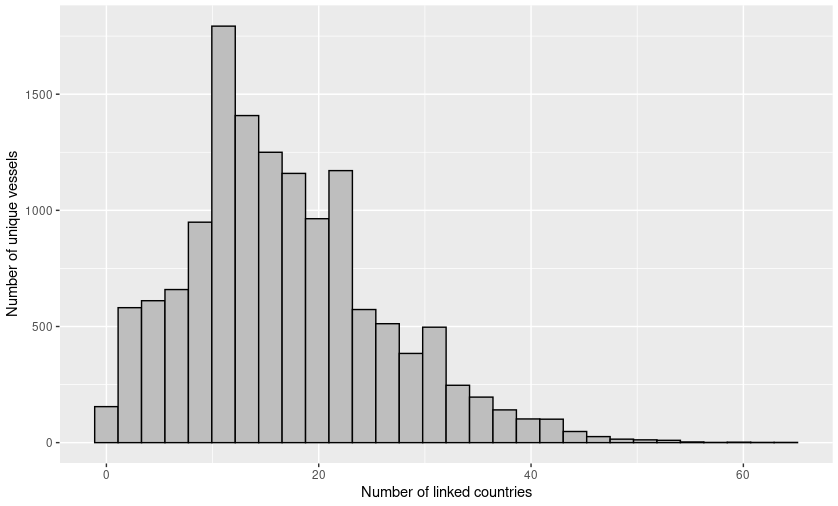 1500
1000
500
0
0 20 40 60
Number of linked countries
Number of unique vessels